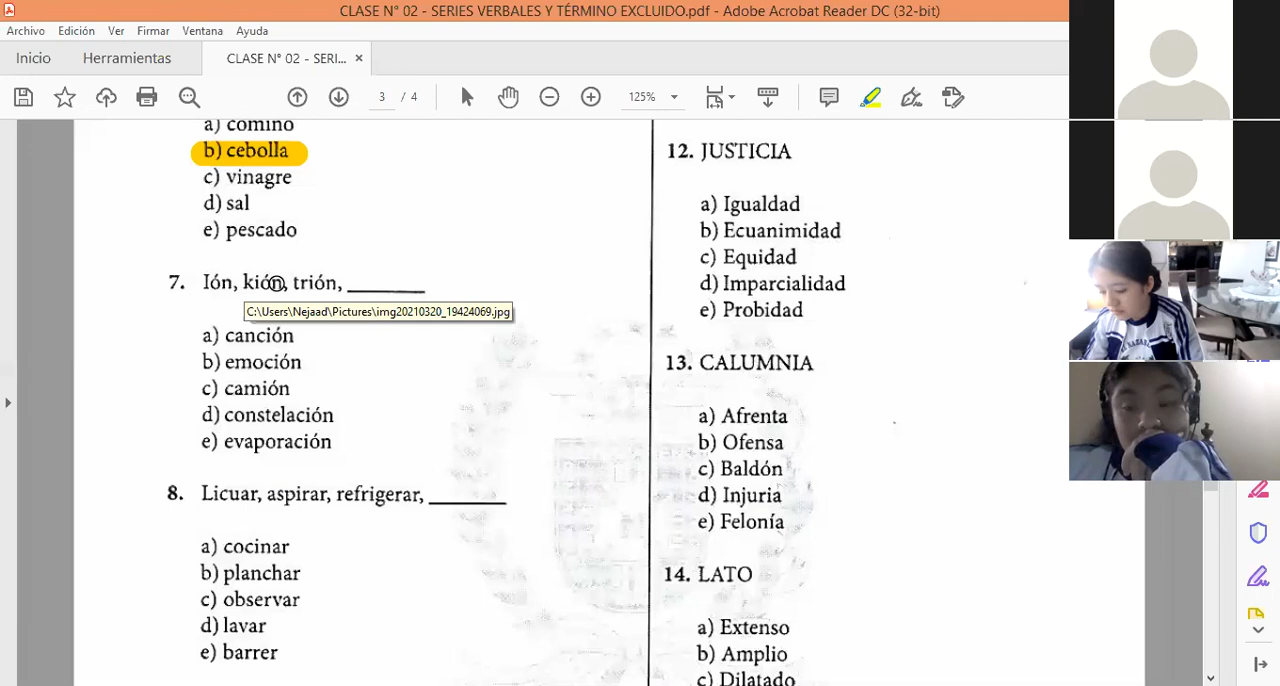 CLASE N° 02 - SERIES VERBALES Y TÉRMINO EXCLUIDO.pdf - Adobe Acrobat Reader DC (32-bit)
Archivo Edición Ver Firmar Ventana Ayuda
Inicio Herramientas CLASE N° 02 - SERI... ×
3 / 4 125%
a) comino
b) cebolla
c) vinagre
d) sal
e) pescado
7. Ión, kión, trión, ________
C:\Users\Nejaad\Pictures\img20210320_19424069.jpg
a) canción
b) emoción
c) camión
d) constelación
e) evaporación
8. Licuar, aspirar, refrigerar, ________
a) cocinar
b) planchar
c) observar
d) lavar
e) barrer
12. JUSTICIA
a) Igualdad
b) Ecuanimidad
c) Equidad
d) Imparcialidad
e) Probidad
13. CALUMNIA
a) Afrenta
b) Ofensa
c) Baldón
d) Injuria
e) Felonía
14. LATO
a) Extenso
b) Amplio
c) Dilatado